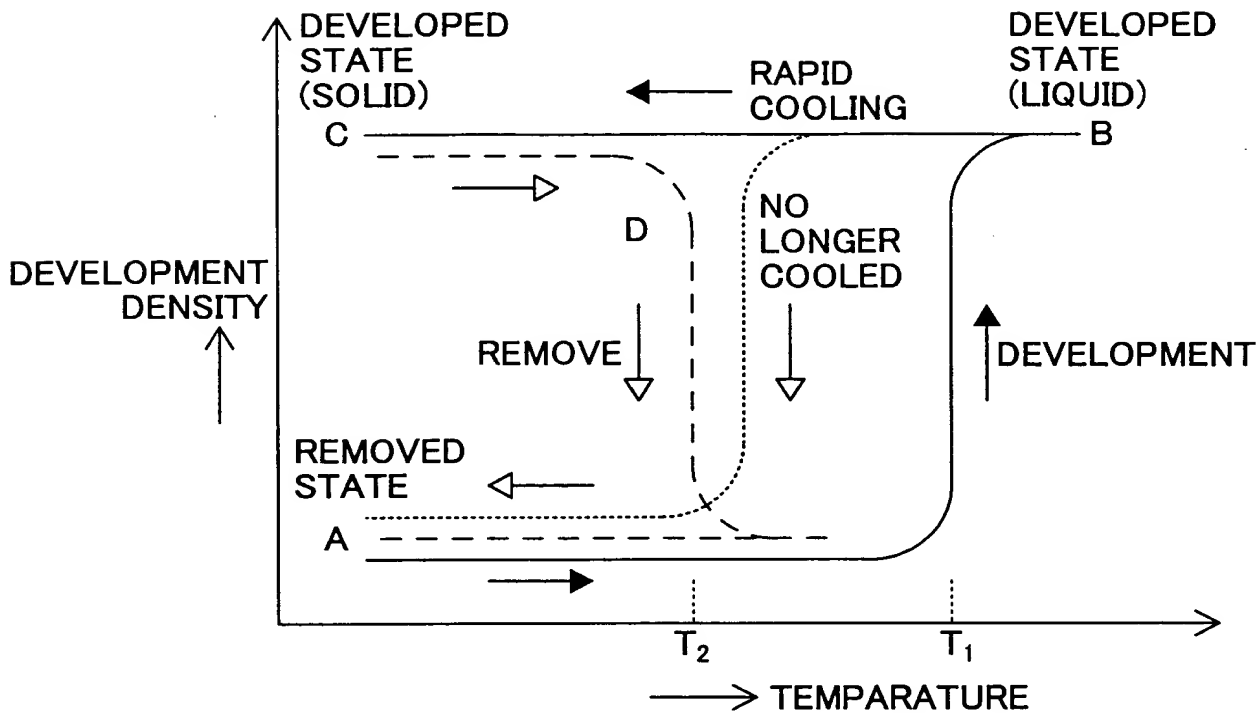 DEVELOPED
STATE
(SOLID)
DEVELOPED
STATE
(LIQUID)
RAPID
COOLING
C
B
D
NO
LONGER
COOLED
DEVELOPMENT
DENSITY
REMOVE
DEVELOPMENT
REMOVED
STATE
A
T₂
T₁
TEMPARATURE